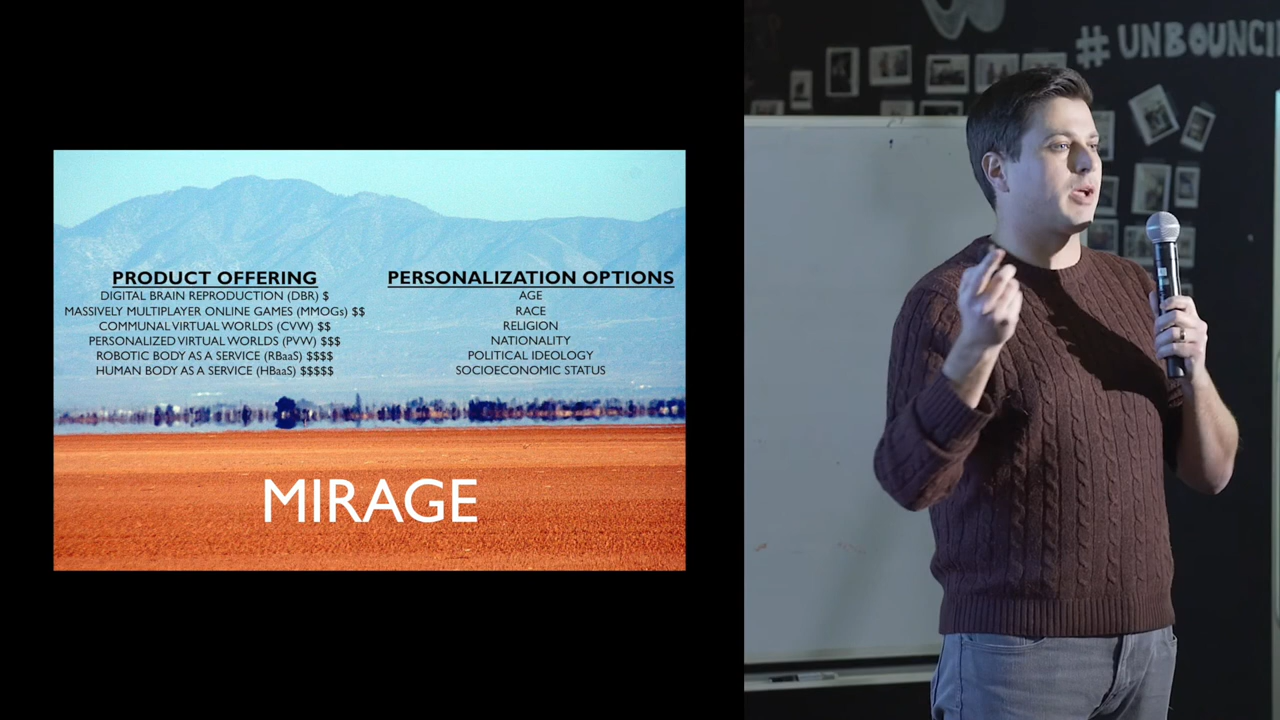 PRODUCT OFFERING
DIGITAL BRAIN REPRODUCTION (DBR) $
MASSIVELY MULTIPLAYER ONLINE GAMES (MMOGs) $$
COMMUNAL VIRTUAL WORLDS (CVW) $$
PERSONALIZED VIRTUAL WORLDS (PVW) $$$
ROBOTIC BODY AS A SERVICE (RBaaS) $$$$
HUMAN BODY AS A SERVICE (HBaaS) $$$$$
PERSONALIZATION OPTIONS
AGE
RACE
RELIGION
NATIONALITY
POLITICAL IDEOLOGY
SOCIOECONOMIC STATUS
MIRAGE